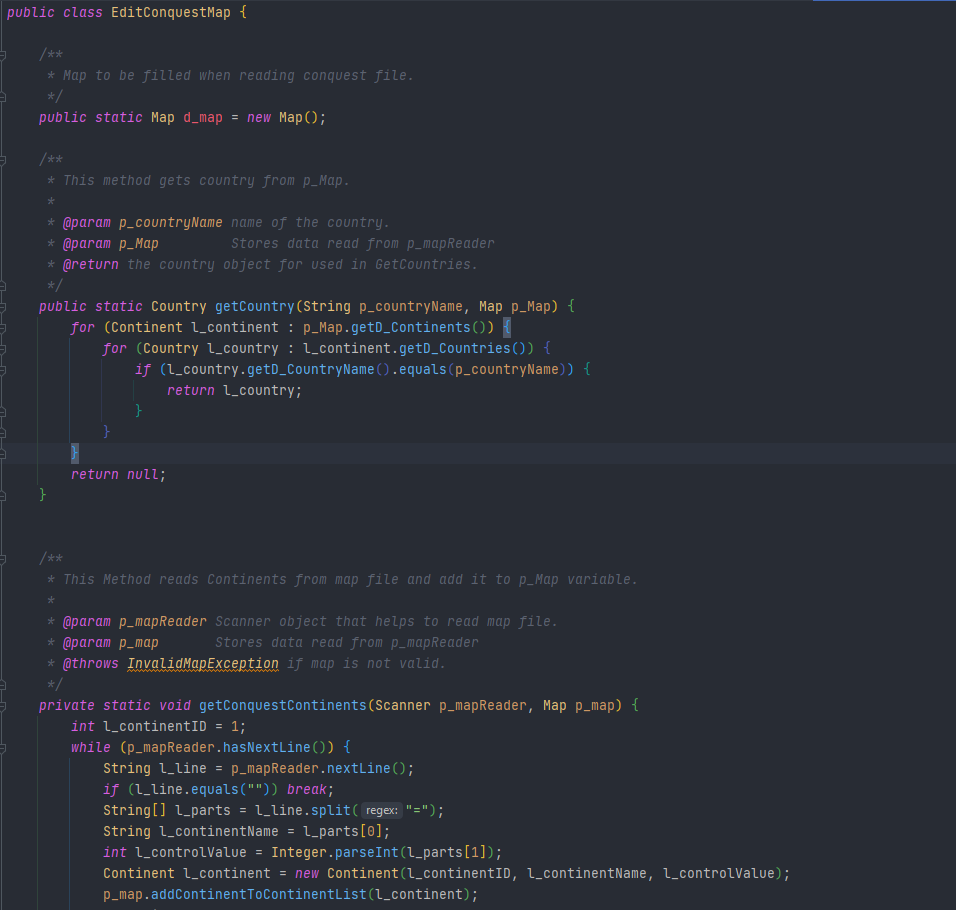 public class EditConquestMap {
/**
* Map to be filled when reading conquest file.
*/
public static Map d_map = new Map();
/**
* This method gets country from p_Map.
*
* @param p_countryName name of the country.
* @param p_Map         Stores data read from p_mapReader
* @return the country object for used in GetCountries.
*/
public static Country getCountry(String p_countryName, Map p_Map) {
for (Continent l_continent : p_Map.getD_Continents()) {
for (Country l_country : l_continent.getD_Countries()) {
if (l_country.getD_CountryName().equals(p_countryName)) {
return l_country;
}
}
}
return null;
}
/**
* This Method reads Continents from map file and add it to p_Map variable.
*
* @param p_mapReader Scanner object that helps to read map file.
* @param p_map       Stores data read from p_mapReader
* @throws InvalidMapException if map is not valid.
*/
private static void getConquestContinents(Scanner p_mapReader, Map p_map) {
int l_continentID = 1;
while (p_mapReader.hasNextLine()) {
String l_line = p_mapReader.nextLine();
if (l_line.equals("")) break;
String[] l_parts = l_line.split( regex: "=");
String l_continentName = l_parts[0];
int l_controlValue = Integer.parseInt(l_parts[1]);
Continent l_continent = new Continent(l_continentID, l_continentName, l_controlValue);
p_map.addContinentToContinentList(l_continent);